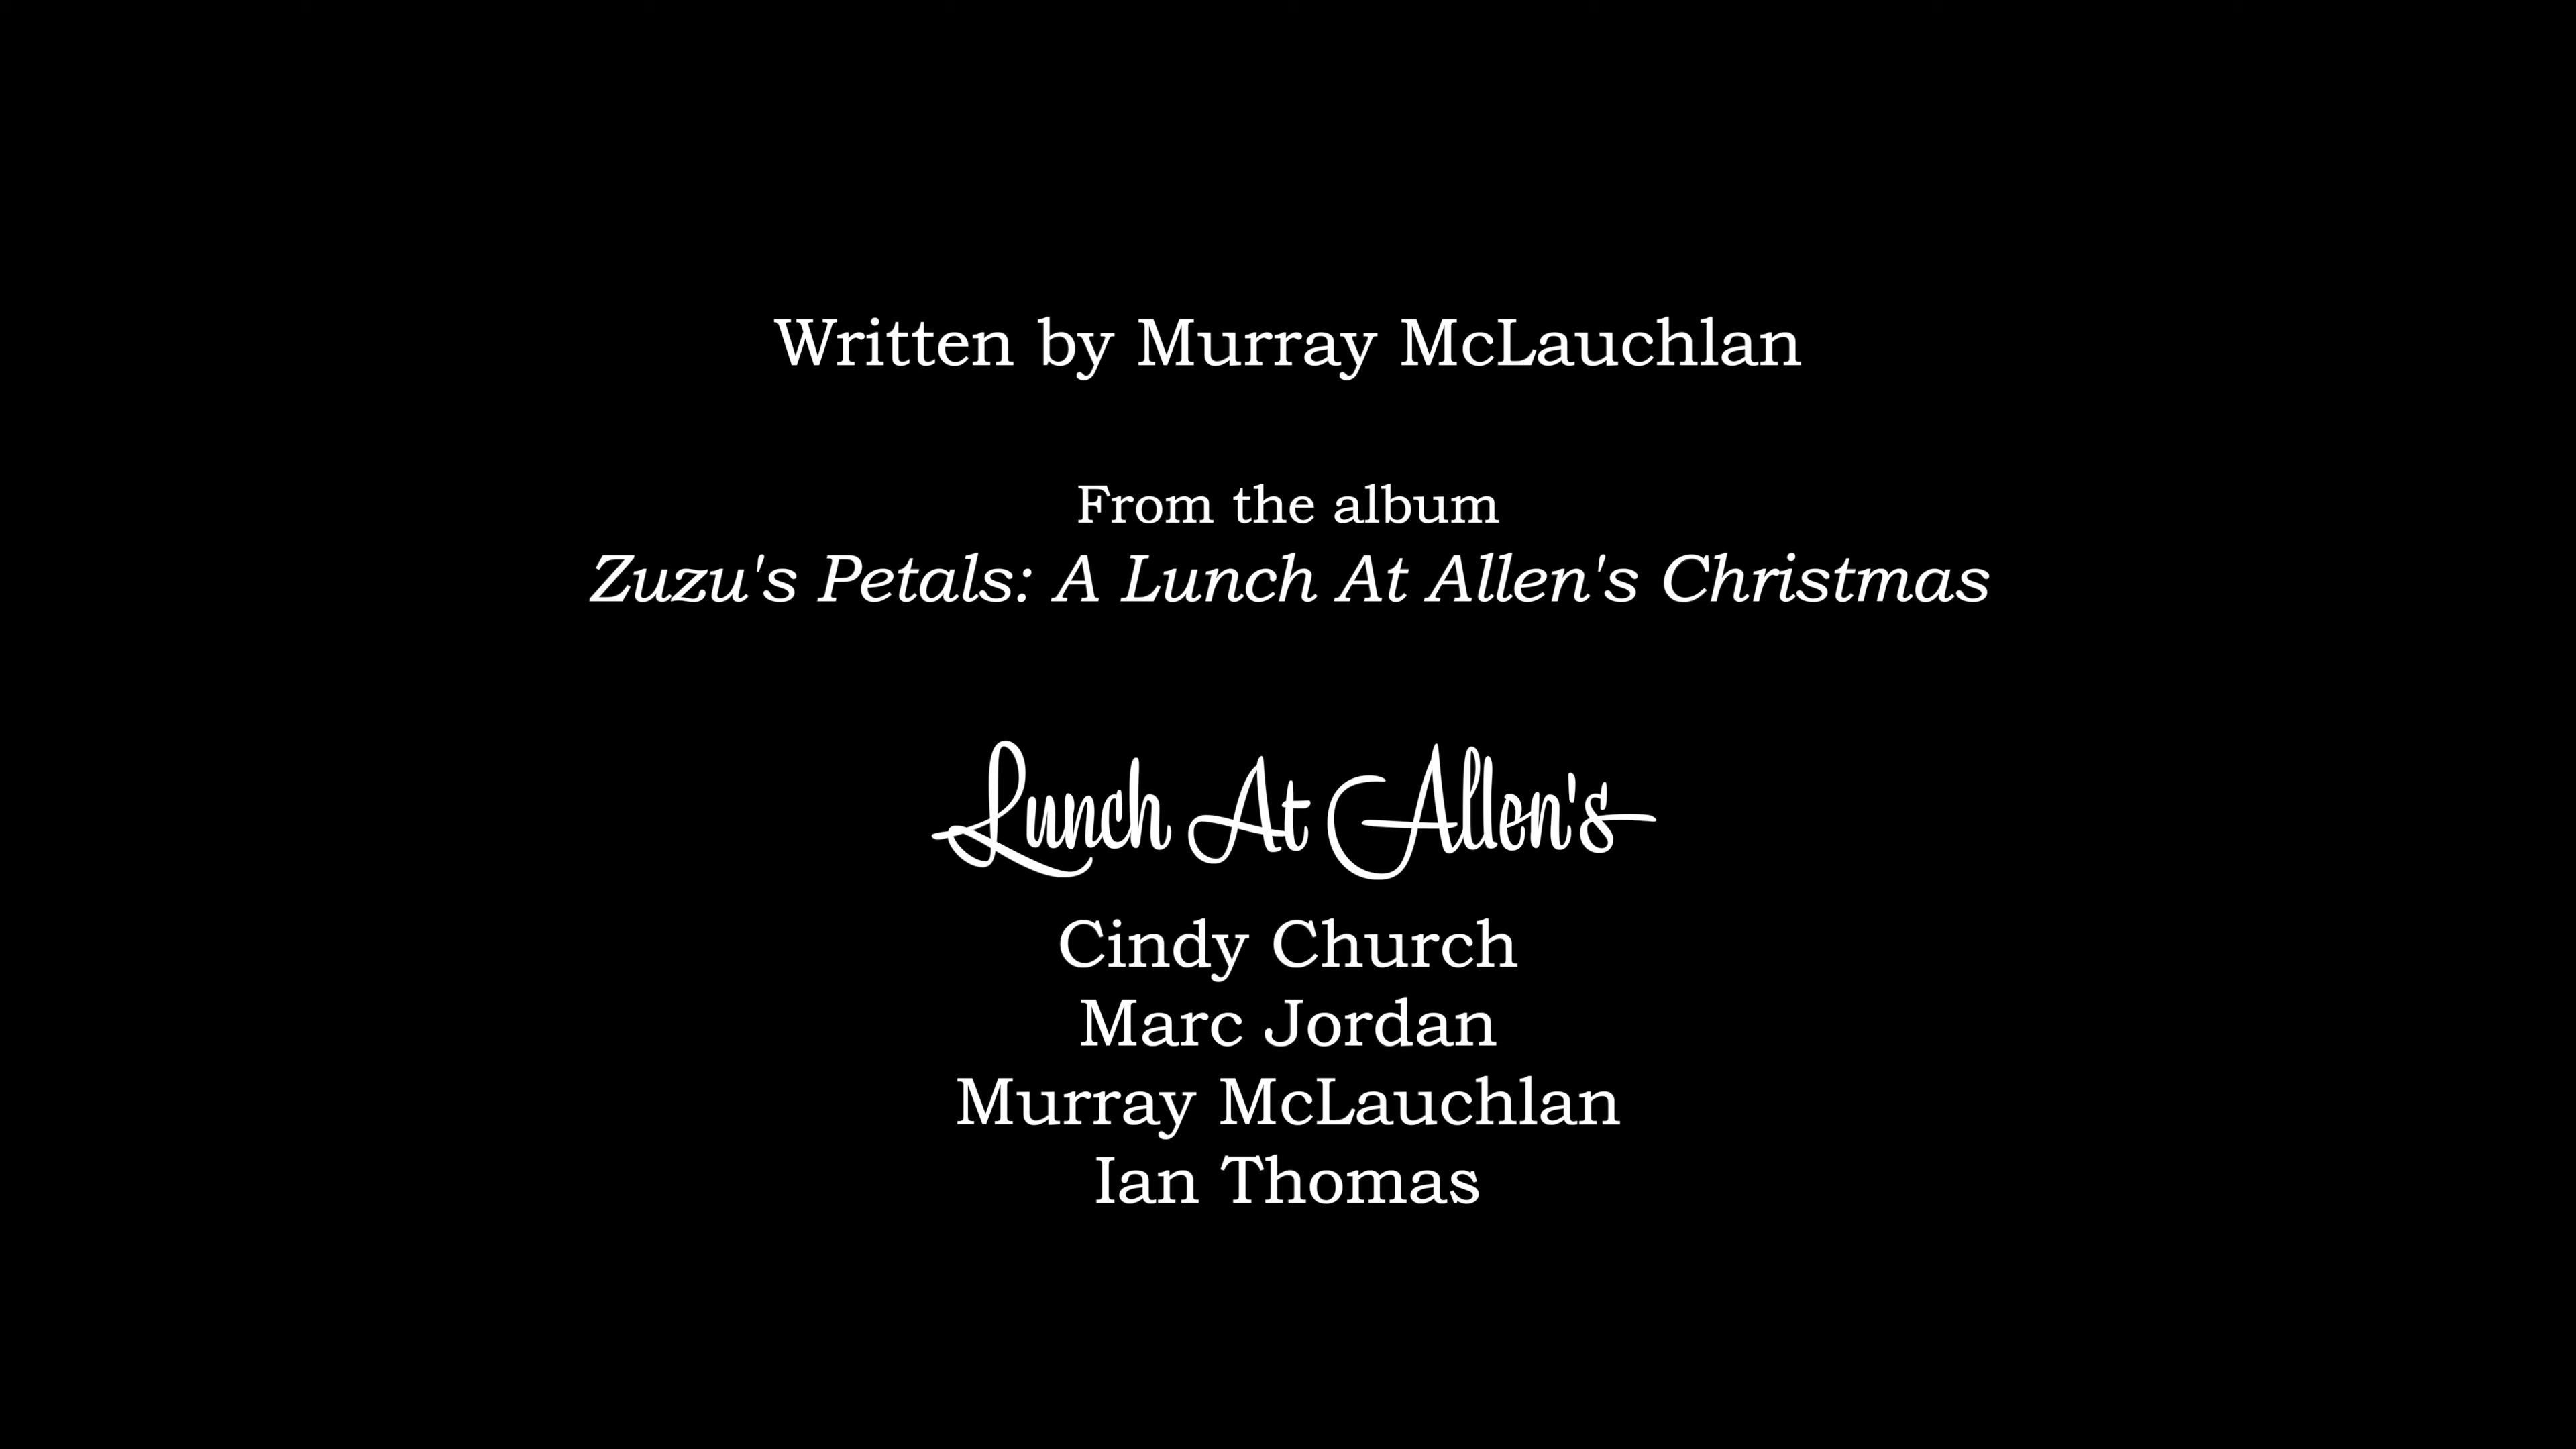 Written by Murray McLauchlan
From the album
Zuzu's Petals: A Lunch At Allen's Christmas
Lunch At Allen's
Cindy Church
Marc Jordan
Murray McLauchlan
Ian Thomas